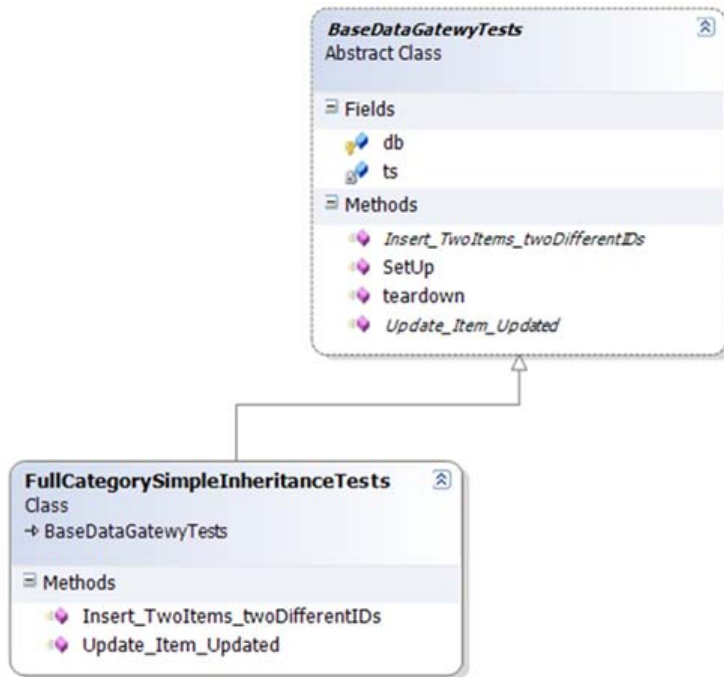 BaseDataGatewyTests
Abstract Class
Fields
db
ts
Methods
Insert_TwoItems_twoDifferentIDs
SetUp
teardown
Update_Item_Updated
FullCategorySimpleInheritanceTests
Class
BaseDataGatewyTests
Methods
Insert_TwoItems_twoDifferentIDs
Update_Item_Updated